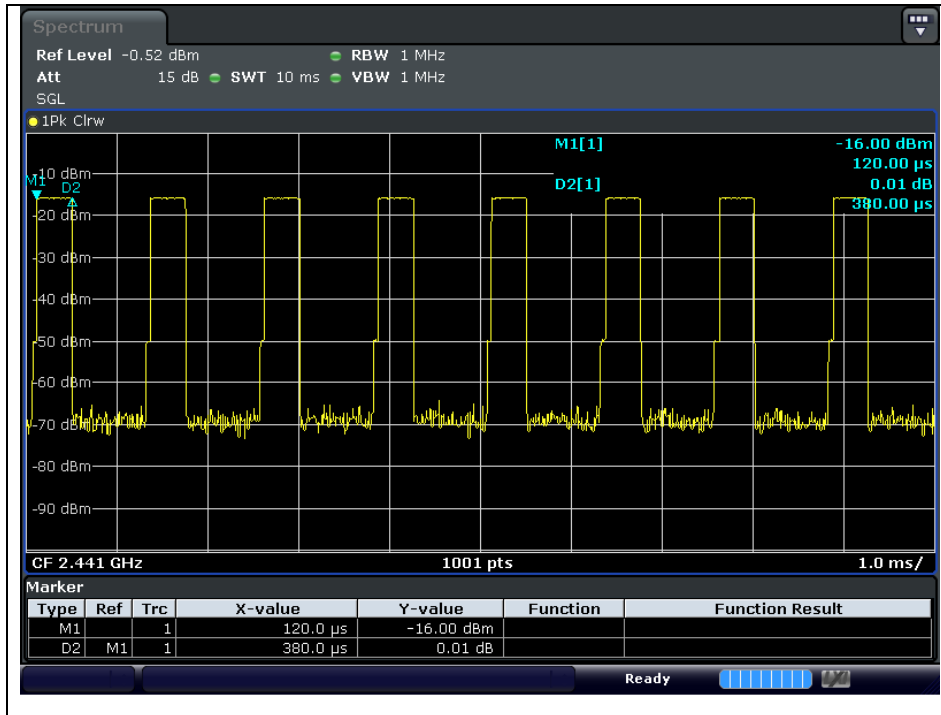 Spectrum
Ref Level -0.52 dBm RBW 1 MHz
Att 15 dB SWT 10 ms VBW 1 MHz
SGL
1Pk Clrw
M1[1] -16.00 dBm
120.00 µs
-10 dBm
D2[1] 0.01 dB
380.00 µs
M1
D2
-20 dBm
-30 dBm
-40 dBm
-50 dBm
-60 dBm
-70 dBm
-80 dBm
-90 dBm
CF 2.441 GHz 1001 pts 1.0 ms/
Marker
Type Ref Trc X-value Y-value Function Function Result
M1 1 120.0 µs -16.00 dBm
D2 M1 1 380.0 µs 0.01 dB
Ready